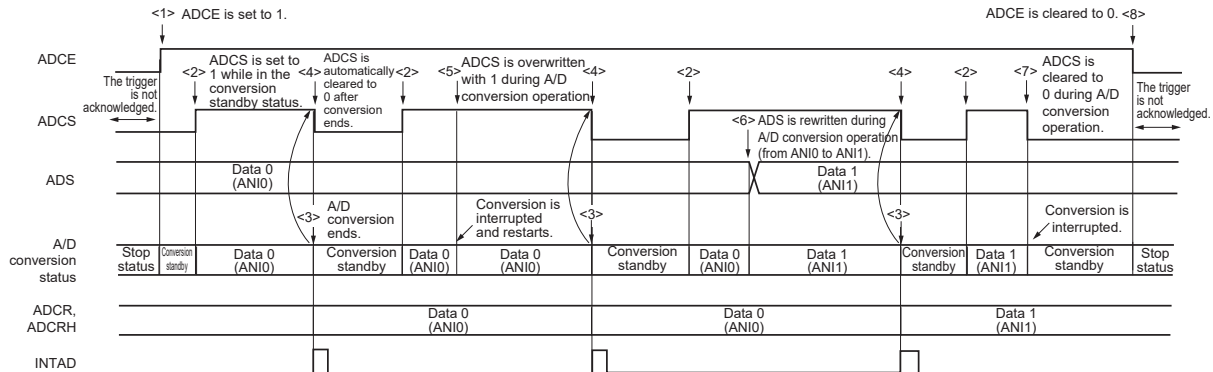 <1> ADCE is set to 1.
ADCE is cleared to 0. <8>
ADCE
The trigger
is not
acknowledged.
<2>
ADCS is set to
1 while in the
conversion
standby status.
<4>
ADCS is
automatically
cleared to
0 after
conversion
ends.
<2>
<5>
ADCS is overwritten
with 1 during A/D
conversion operation.
<4>
<2>
<4>
<2>
<7>
ADCS is
cleared to
0 during A/D
conversion
operation.
The trigger
is not
acknowledged.
ADCS
<6> ADS is rewritten during
A/D conversion operation
(from ANI0 to ANI1).
ADS
Data 0
(ANI0)
Data 1
(ANI1)
<3>
A/D
conversion
ends.
Conversion is
interrupted
and restarts.
<3>
<3>
Conversion is
interrupted.
A/D
conversion
status
Stop
status
Conversion
standby
Data 0
(ANI0)
Conversion
standby
Data 0
(ANI0)
Data 0
(ANI0)
Conversion
standby
Data 0
(ANI0)
Data 1
(ANI1)
Conversion
standby
Data 1
(ANI1)
Conversion
standby
Stop
status
ADCR,
ADCRH
Data 0
(ANI0)
Data 0
(ANI0)
Data 1
(ANI1)
INTAD